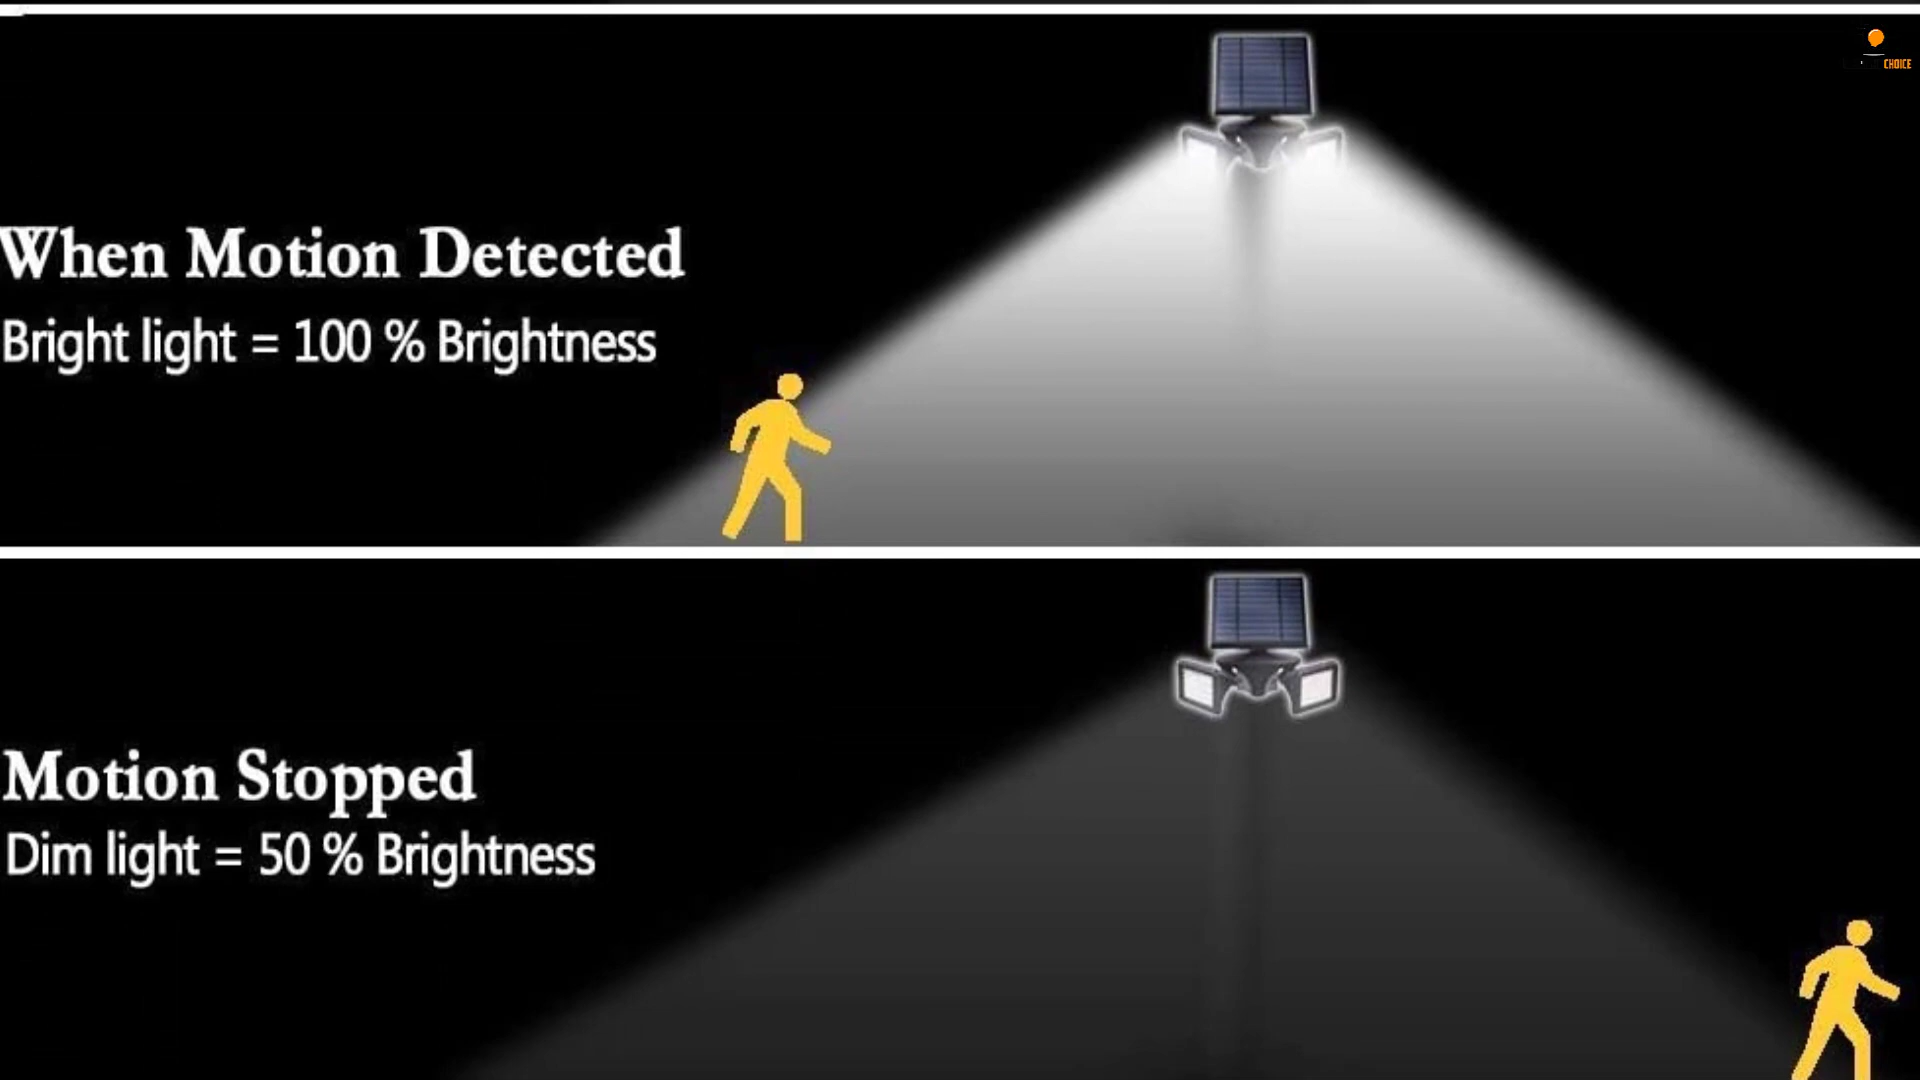 CHOICE
When Motion Detected
Bright light = 100 % Brightness
Motion Stopped
Dim light = 50 % Brightness